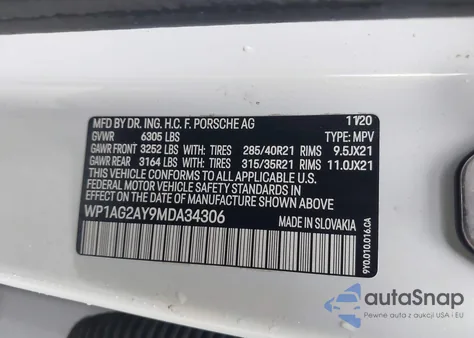 MFD BY DR. ING. H.C. F. PORSCHE AG 11/20
GVWR 6305 LBS TYPE: MPV
GAWR FRONT 3252 LBS WITH: TIRES 285/40R21 RIMS 9.5JX21
GAWR REAR 3164 LBS WITH: TIRES 315/35R21 RIMS 11.0JX21
THIS VEHICLE CONFORMS TO ALL APPLICABLE U.S.
FEDERAL MOTOR VEHICLE SAFETY STANDARDS IN
EFFECT ON THE DATE OF MANUFACTURE SHOWN ABOVE.
WP1AG2AY9MDA34306 MADE IN SLOVAKIA
9Y0.010.016.CA
autoSnap
Pewne auta z aukcji USA i EU